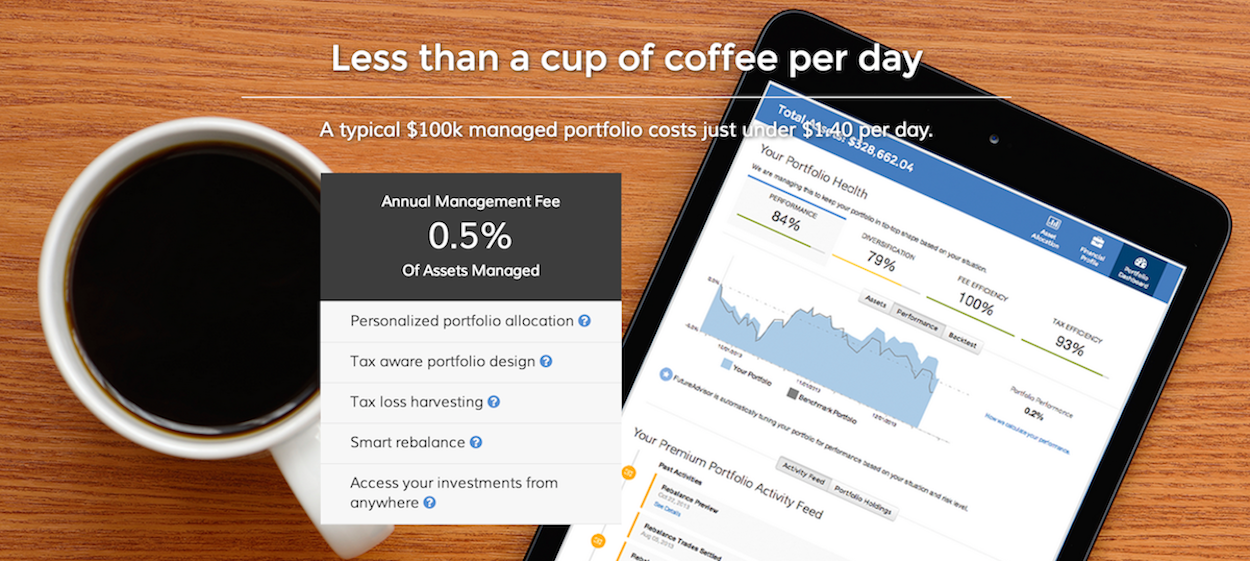 Less than a cup of coffee per day
A typical $100k managed portfolio costs just under $1.40 per day.
Annual Management Fee
0.5%
Of Assets Managed
Personalized portfolio allocation
Tax aware portfolio design
Tax loss harvesting
Smart rebalance
Access your investments from
anywhere
Total Assets: $328,662.04
Asset
Allocation
Financial
Profile
Portfolio
Dashboard
Your Portfolio Health
We are managing this to keep your portfolio in tip-top shape based on your situation.
PERFORMANCE
84%
DIVERSIFICATION
79%
FEE EFFICIENCY
100%
TAX EFFICIENCY
93%
Assets
Performance
Backtest
Your Portfolio
Benchmark Portfolio
Portfolio Performance
0.2%
How we calculate your performance.
FutureAdvisor is automatically tuning your portfolio for performance based on your situation and risk level.
Your Premium Portfolio Activity Feed
Activity Feed
Portfolio Holdings
Past Activities
Rebalance Preview
Oct 22, 2013
See Details
Rebalance Trades Settled
Aug 05, 2013